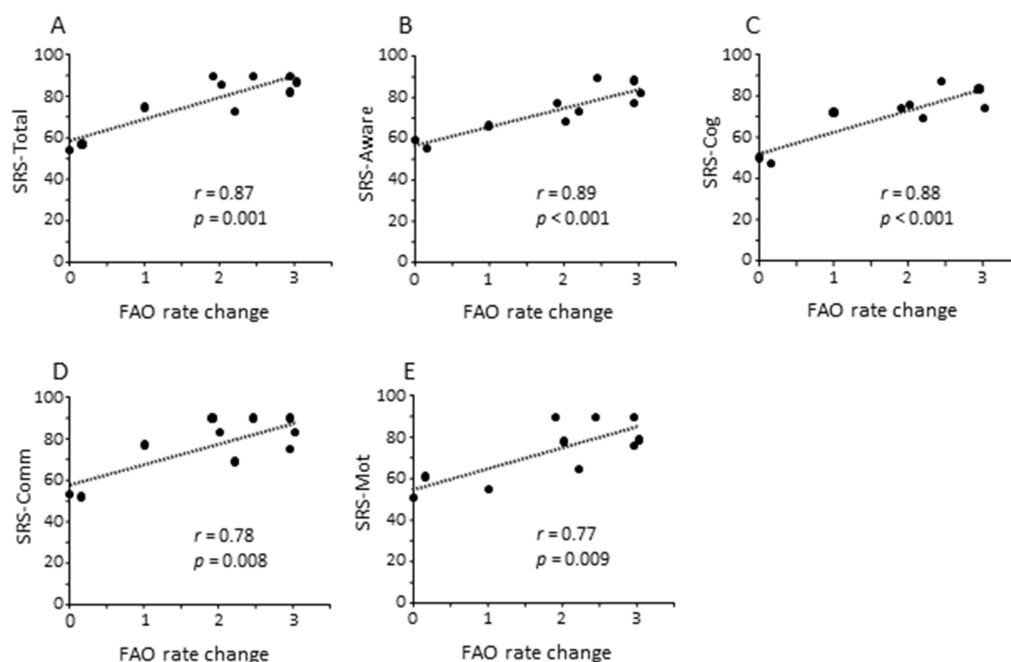 A
SRS-Total
100
80
60
40
20
0
r = 0.87
p = 0.001
0 1 2 3
FAO rate change
B
SRS-Aware
100
80
60
40
20
0
r = 0.89
p < 0.001
0 1 2 3
FAO rate change
C
SRS-Cog
100
80
60
40
20
0
r = 0.88
p < 0.001
0 1 2 3
FAO rate change
D
SRS-Comm
100
80
60
40
20
0
r = 0.78
p = 0.008
0 1 2 3
FAO rate change
E
SRS-Mot
100
80
60
40
20
0
r = 0.77
p = 0.009
0 1 2 3
FAO rate change